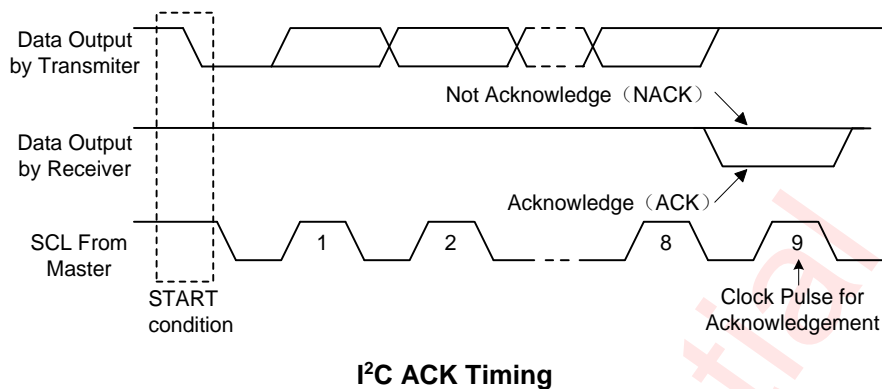 Data Output
by Transmiter
Not Acknowledge（NACK）
Data Output
by Receiver
Acknowledge（ACK）
SCL From
Master
1
2
8
9
START
condition
Clock Pulse for
Acknowledgement
I²C ACK Timing